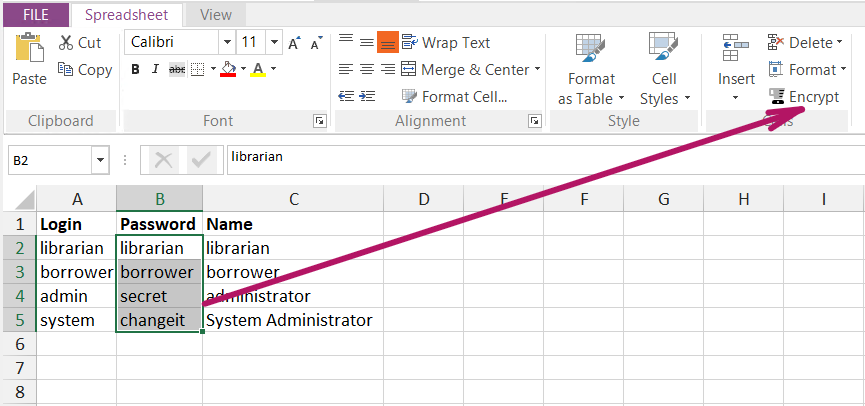 FILE Spreadsheet View
Calibri 11 A A Wrap Text Delete
Cut
Paste Copy B I abc A Merge & Center Format as Table Cell Styles Insert Format
Format Cell... Encrypt
Clipboard Font Alignment Style
B2 librarian
A B C D E F G H I
1 Login Password Name
2 librarian librarian librarian
3 borrower borrower borrower
4 admin secret administrator
5 system changeit System Administrator
6
7
8